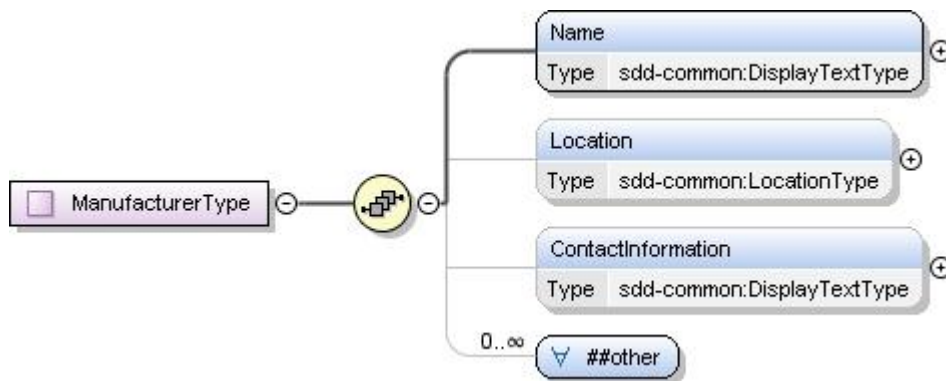 Name
Type sdd-common:DisplayTextType
Location
Type sdd-common:LocationType
ManufacturerType
ContactInformation
Type sdd-common:DisplayTextType
0..∞
∀ ##other